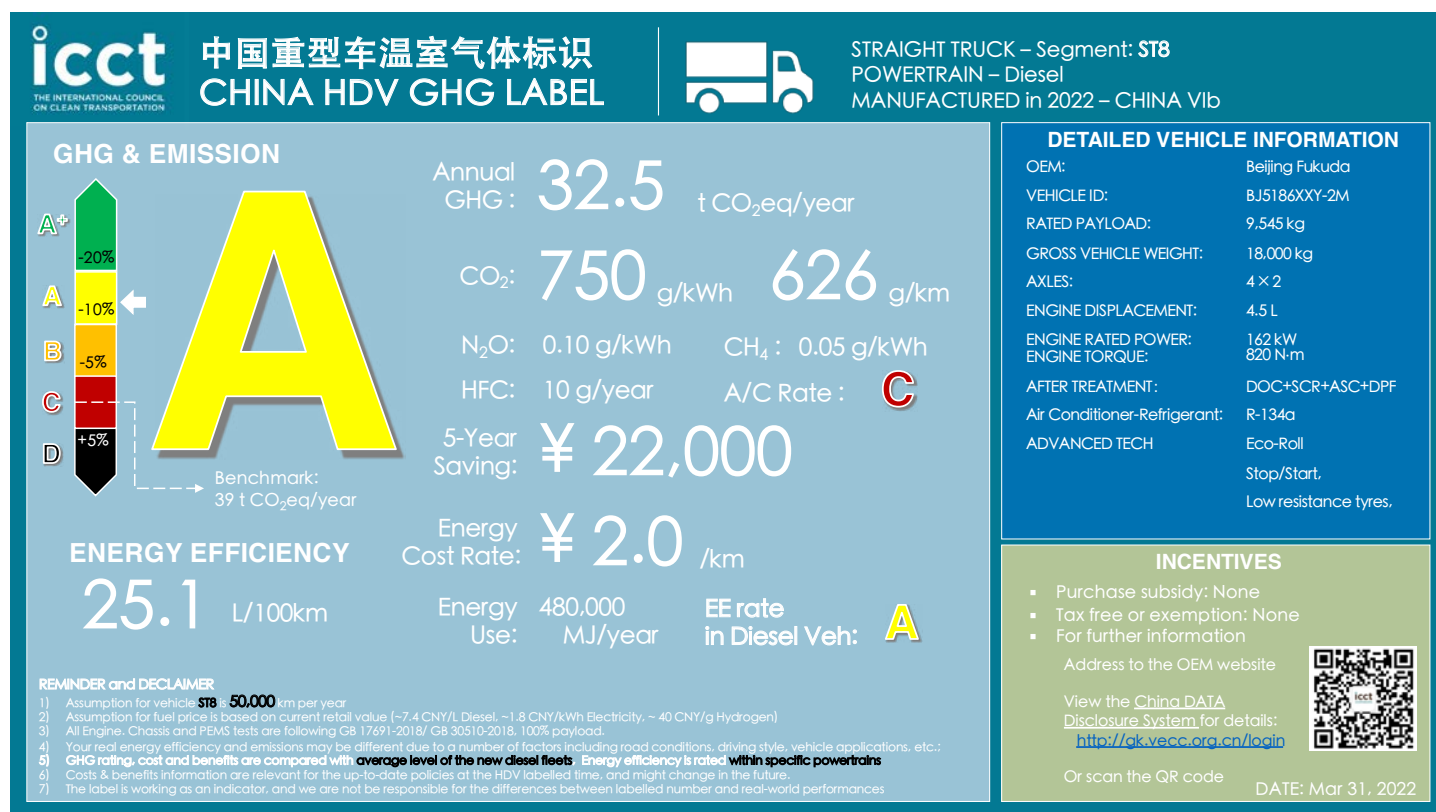 icct
THE INTERNATIONAL COUNCIL
ON CLEAN TRANSPORTATION
中国重型车温室气体标识
CHINA HDV GHG LABEL
STRAIGHT TRUCK – Segment: ST8
POWERTRAIN – Diesel
MANUFACTURED in 2022 – CHINA VIb
GHG & EMISSION
A+
-20%
A
-10%
B
-5%
C
D
+5%
A
Benchmark:
39 t CO₂eq/year
Annual GHG : 32.5 t CO₂eq/year
CO₂: 750 g/kWh 626 g/km
N₂O: 0.10 g/kWh CH₄ : 0.05 g/kWh
HFC: 10 g/year A/C Rate : C
5-Year Saving: ¥ 22,000
Energy Cost Rate: ¥ 2.0 /km
Energy Use: 480,000 MJ/year
EE rate in Diesel Veh: A
ENERGY EFFICIENCY
25.1 L/100km
REMINDER and DECLAIMER
1) Assumption for vehicle ST8 is 50,000 km per year
2) Assumption for fuel price is based on current retail value (~7.4 CNY/L Diesel, ~1.8 CNY/kWh Electricity, ~ 40 CNY/g Hydrogen)
3) All Engine, Chassis and PEMS tests are following GB 17691-2018/ GB 30510-2018, 100% payload.
4) Your real energy efficiency and emissions may be different due to a number of factors including road conditions, driving style, vehicle applications, etc.;
5) GHG rating, cost and benefits are compared with average level of the new diesel fleets. Energy efficiency is rated within specific powertrains
6) Costs & benefits information are relevant for the up-to-date policies at the HDV labelled time, and might change in the future.
7) The label is working as an indicator, and we are not be responsible for the differences between labelled number and real-world performances
DETAILED VEHICLE INFORMATION
OEM: Beijing Fukuda
VEHICLE ID: BJ5186XXY-2M
RATED PAYLOAD: 9,545 kg
GROSS VEHICLE WEIGHT: 18,000 kg
AXLES: 4×2
ENGINE DISPLACEMENT: 4.5 L
ENGINE RATED POWER: 162 kW
ENGINE TORQUE: 820 N·m
AFTER TREATMENT: DOC+SCR+ASC+DPF
Air Conditioner-Refrigerant: R-134a
ADVANCED TECH Eco-Roll
Stop/Start,
Low resistance tyres,
INCENTIVES
▪ Purchase subsidy: None
▪ Tax free or exemption: None
▪ For further information
Address to the OEM website
View the China DATA
Disclosure System for details:
http://gk.vecc.org.cn/login
Or scan the QR code
icct
DATE: Mar 31, 2022